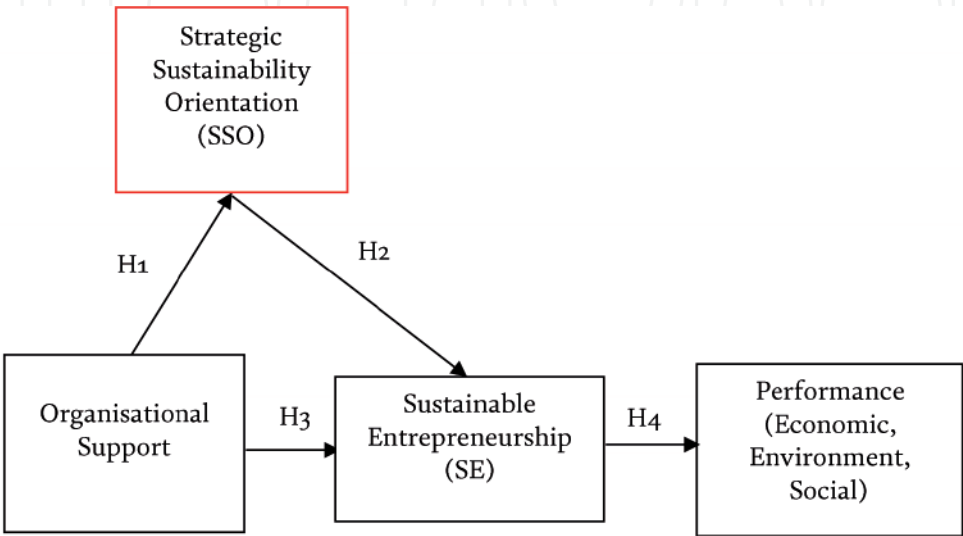 Strategic
Sustainability
Orientation
(SSO)
H1
H2
Organisational
Support
H3
Sustainable
Entrepreneurship
(SE)
H4
Performance
(Economic,
Environment,
Social)